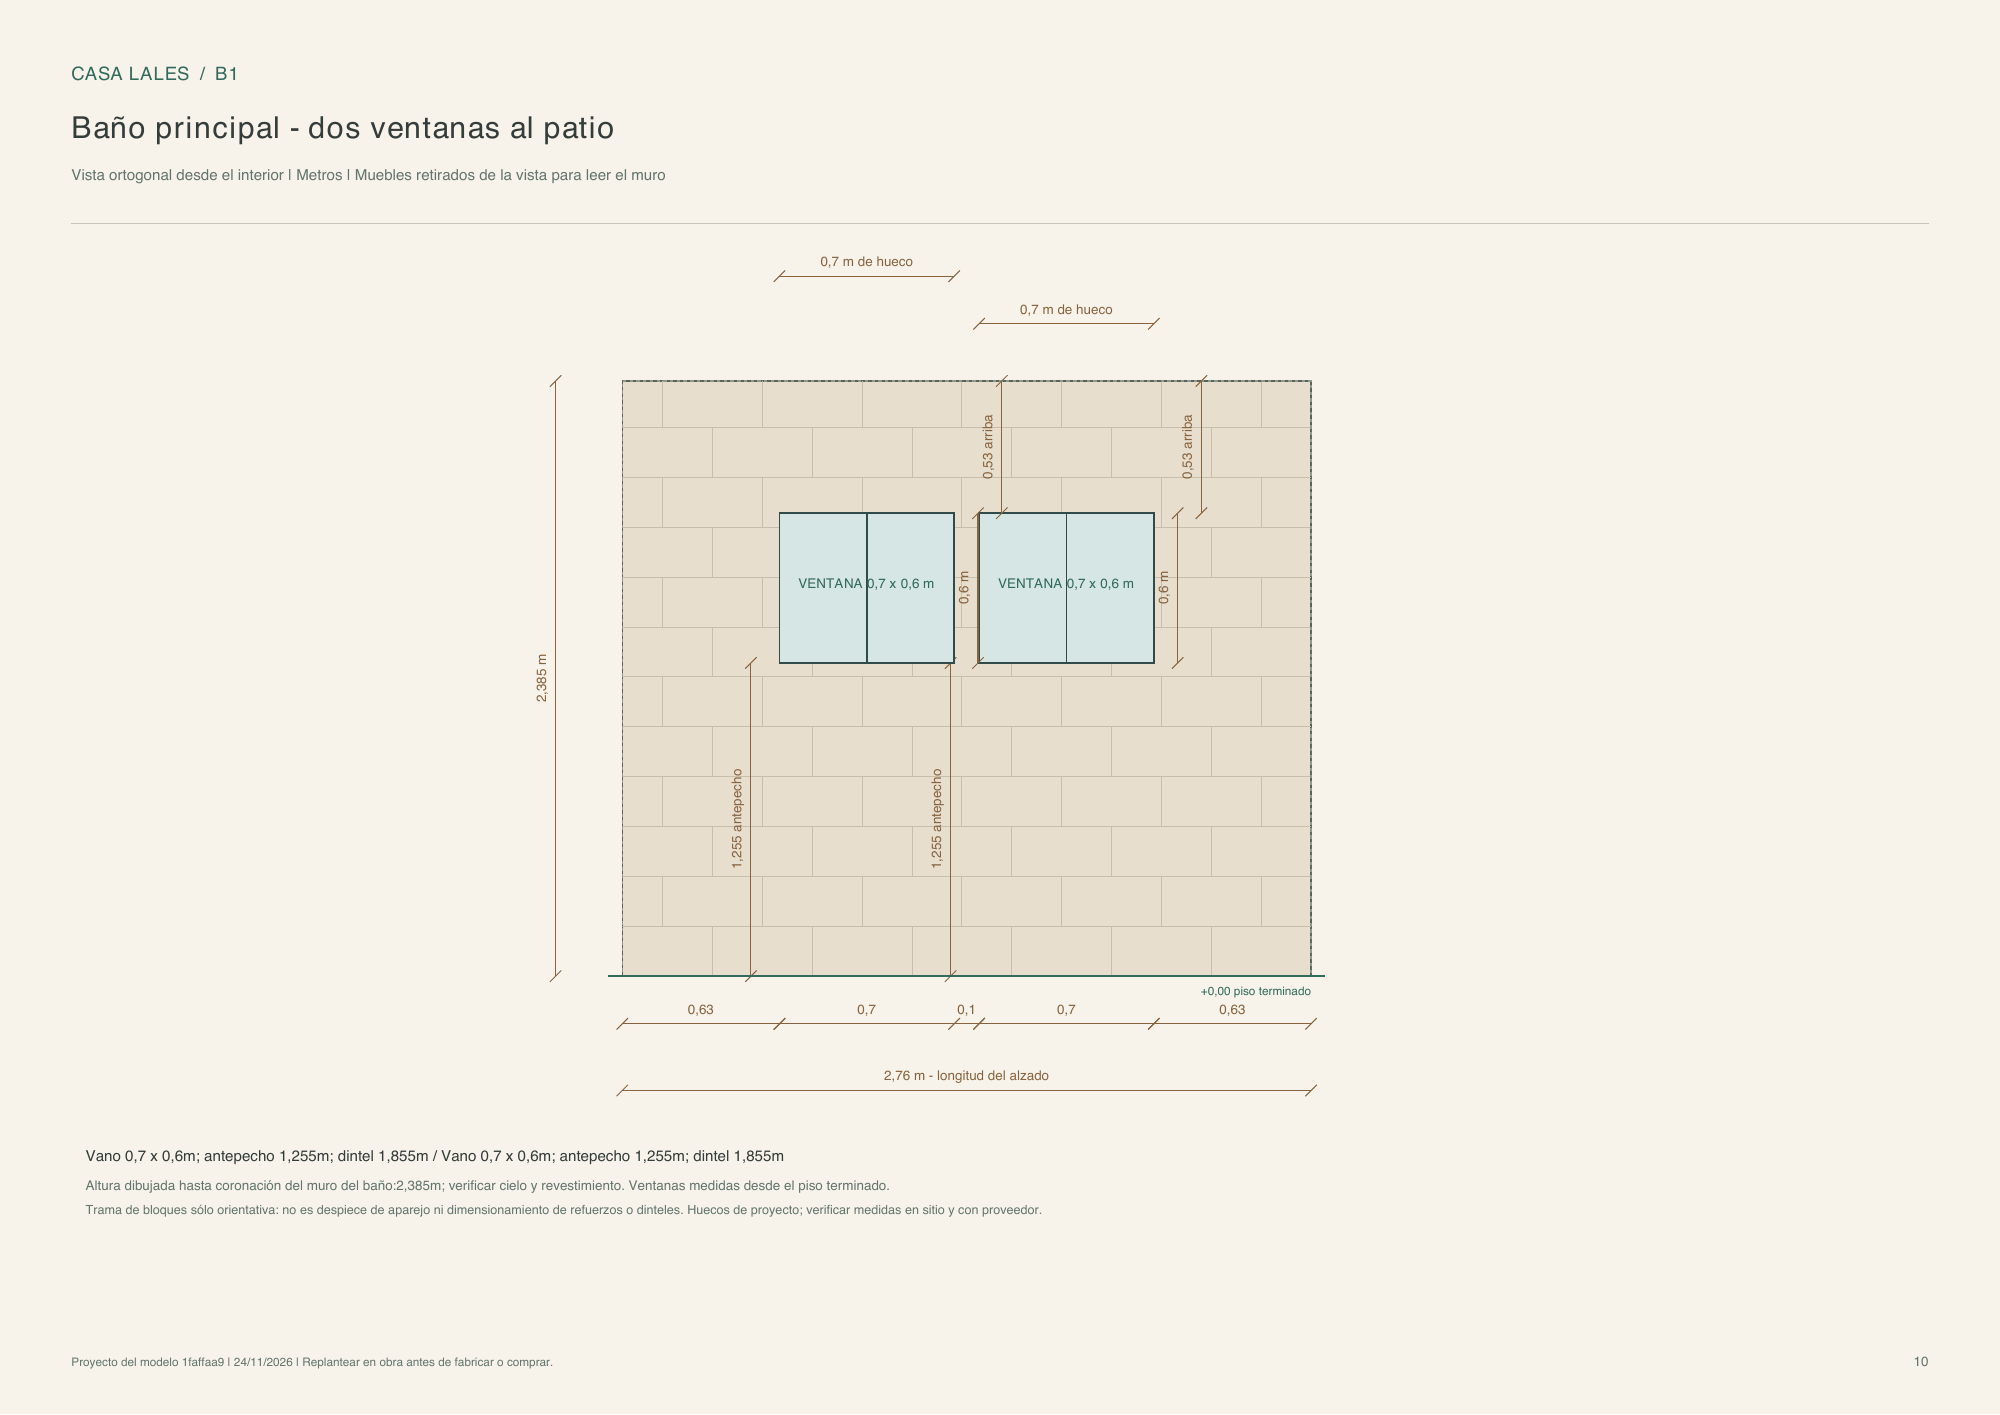 CASA LALES / B1
Baño principal - dos ventanas al patio
Vista ortogonal desde el interior | Metros | Muebles retirados de la vista para leer el muro
0,7 m de hueco
0,7 m de hueco
0,53 arriba
0,53 arriba
VENTANA 0,7 x 0,6 m
0,6 m
VENTANA 0,7 x 0,6 m
0,6 m
2,385 m
1,255 antepecho
1,255 antepecho
+0,00 piso terminado
0,63
0,7
0,1
0,7
0,63
2,76 m - longitud del alzado
Vano 0,7 x 0,6m; antepecho 1,255m; dintel 1,855m / Vano 0,7 x 0,6m; antepecho 1,255m; dintel 1,855m
Altura dibujada hasta coronación del muro del baño:2,385m; verificar cielo y revestimiento. Ventanas medidas desde el piso terminado.
Trama de bloques sólo orientativa: no es despiece de aparejo ni dimensionamiento de refuerzos o dinteles. Huecos de proyecto; verificar medidas en sitio y con proveedor.
Proyecto del modelo 1faffaa9 | 24/11/2026 | Replantear en obra antes de fabricar o comprar.
10